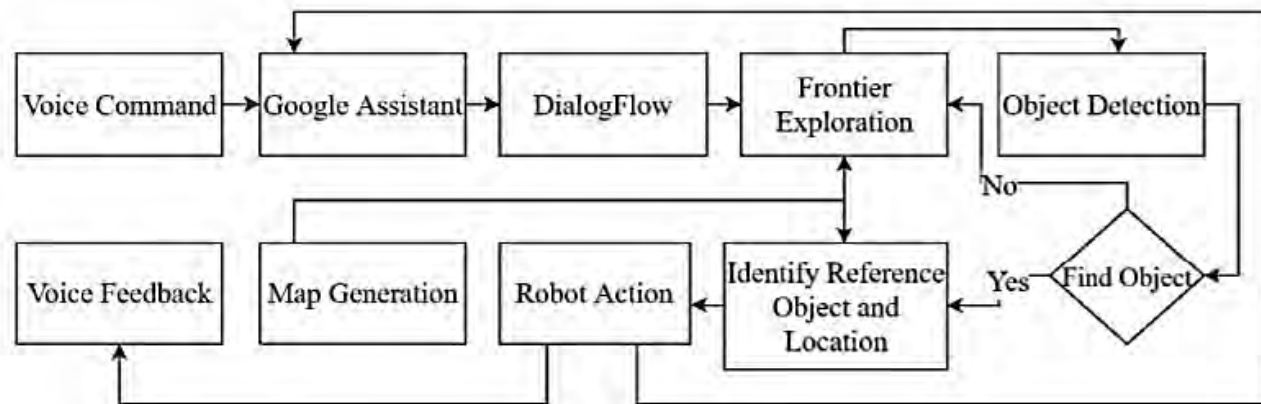 Voice Command
Google Assistant
DialogFlow
Frontier
Exploration
Object Detection
No
Voice Feedback
Map Generation
Robot Action
Identify Reference
Object and
Location
Yes
Find Object